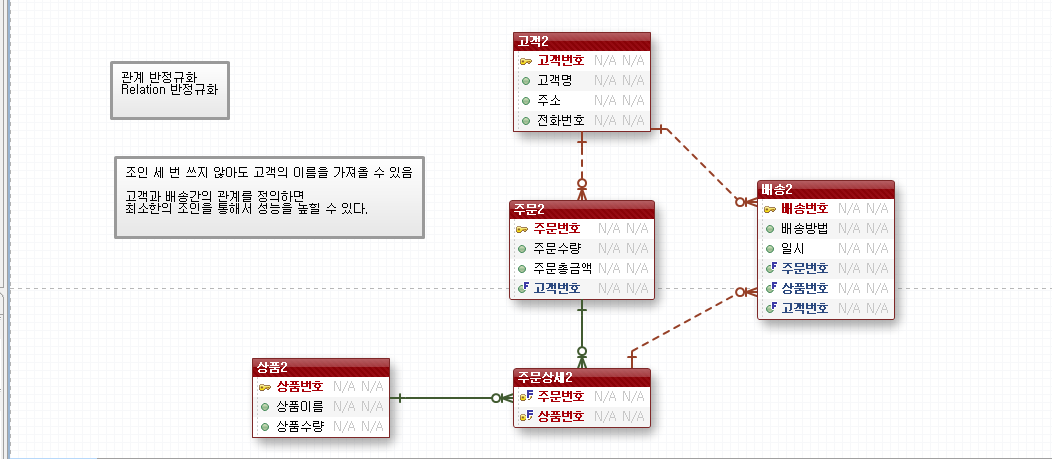 관계 반정규화
Relation 반정규화
조인 세 번 쓰지 않아도 고객의 이름을 가져올 수 있음
고객과 배송간의 관계를 정의하면
최소한의 조인을 통해서 성능을 높힐 수 있다.
고객2
고객번호 N/A N/A
고객명 N/A N/A
주소 N/A N/A
전화번호 N/A N/A
주문2
주문번호 N/A N/A
주문수량 N/A N/A
주문총금액 N/A N/A
F 고객번호 N/A N/A
배송2
배송번호 N/A N/A
배송방법 N/A N/A
일시 N/A N/A
F 주문번호 N/A N/A
F 상품번호 N/A N/A
F 고객번호 N/A N/A
상품2
상품번호 N/A N/A
상품이름 N/A N/A
상품수량 N/A N/A
주문상세2
F 주문번호 N/A N/A
F 상품번호 N/A N/A